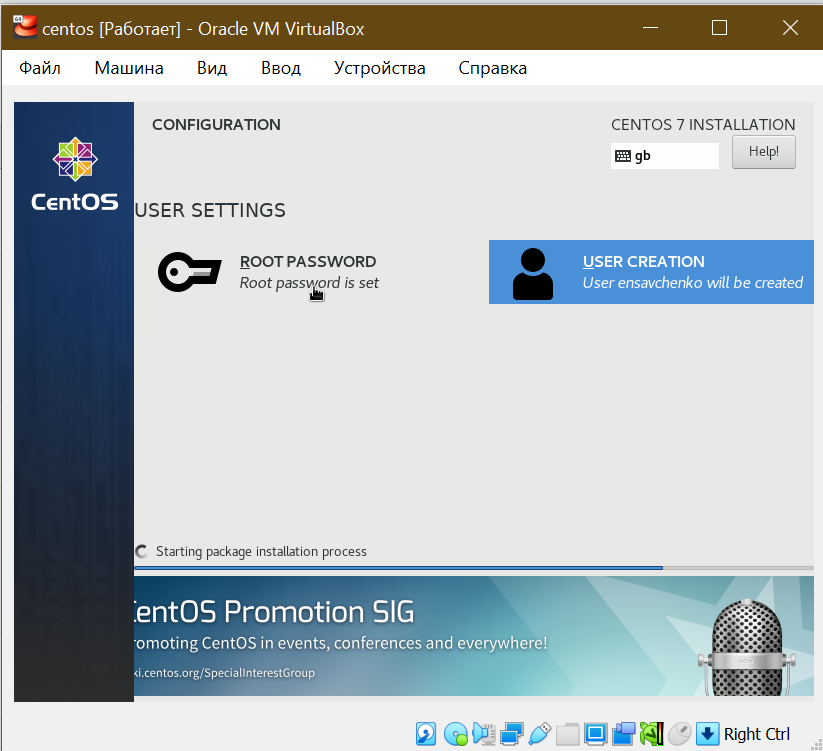 centos [Работает] - Oracle VM VirtualBox
Файл Машина Вид Ввод Устройства Справка
CentOS
CONFIGURATION
CENTOS 7 INSTALLATION
gb
Help!
USER SETTINGS
ROOT PASSWORD
Root password is set
USER CREATION
User ensavchenko will be created
Starting package installation process
CentOS Promotion SIG
romoting CentOS in events, conferences and everywhere!
ki.centos.org/SpecialInterestGroup
Right Ctrl